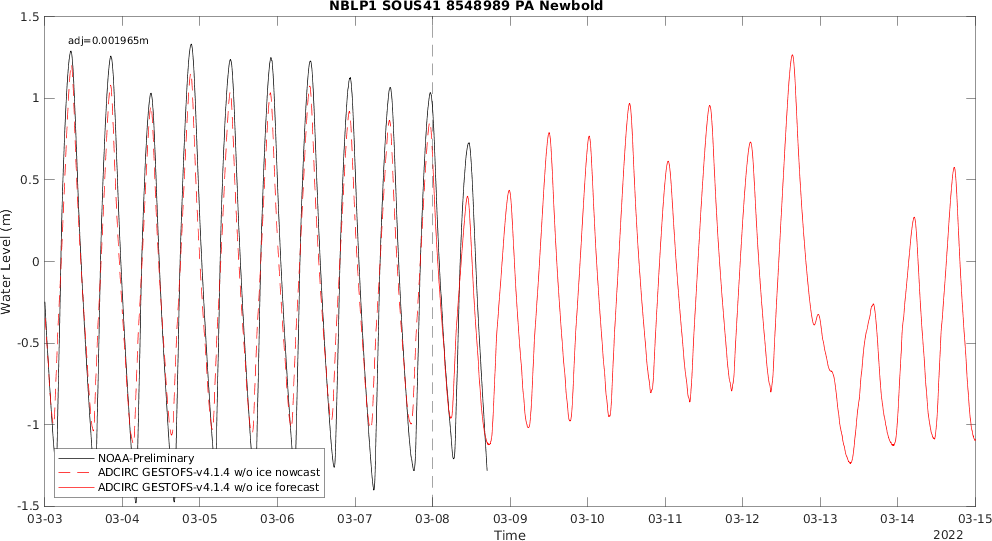 NBLP1 SOUS41 8548989 PA Newbold
1.5
adj=0.001965m
1
0.5
0
-0.5
-1
-1.5
Water Level (m)
NOAA-Preliminary
ADCIRC GESTOFS-v4.1.4 w/o ice nowcast
ADCIRC GESTOFS-v4.1.4 w/o ice forecast
03-03 03-04 03-05 03-06 03-07 03-08 03-09 03-10 03-11 03-12 03-13 03-14 03-15
Time
2022